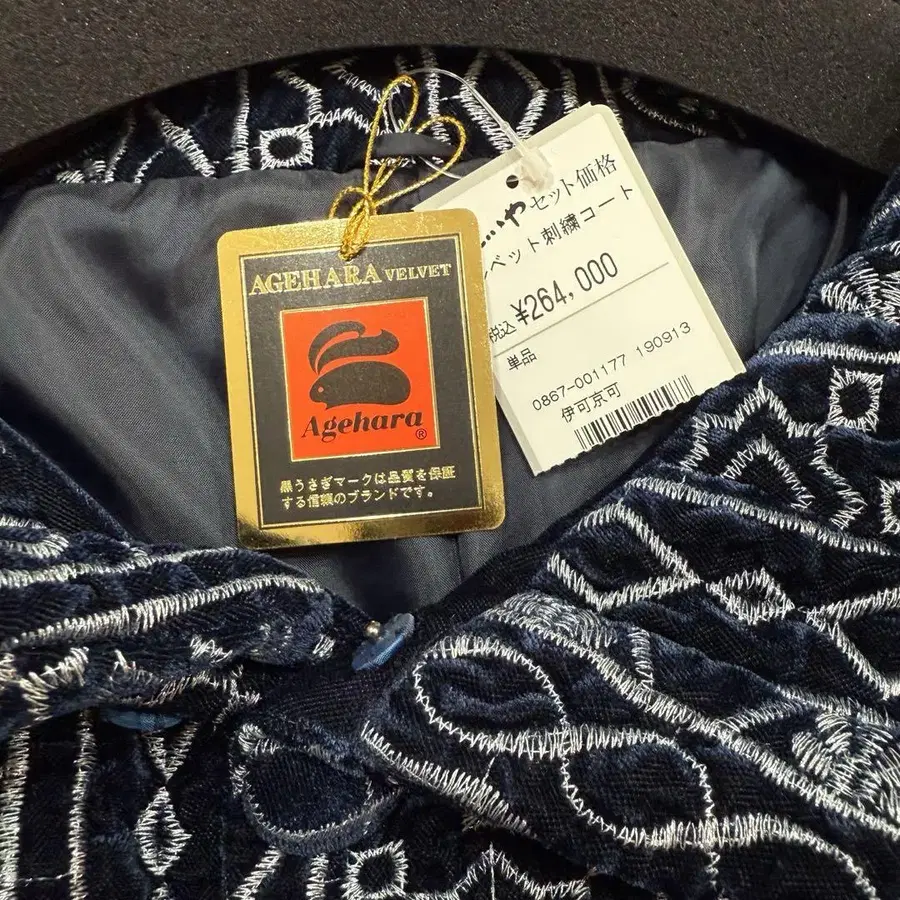 AGEHARA VELVET
Agehara®
黒うさぎマークは品質を保証
する信頼のブランドです。
や セット価格
ベット刺繍コート
税込 ¥264,000
単品
0867-001177 190913
伊可京可